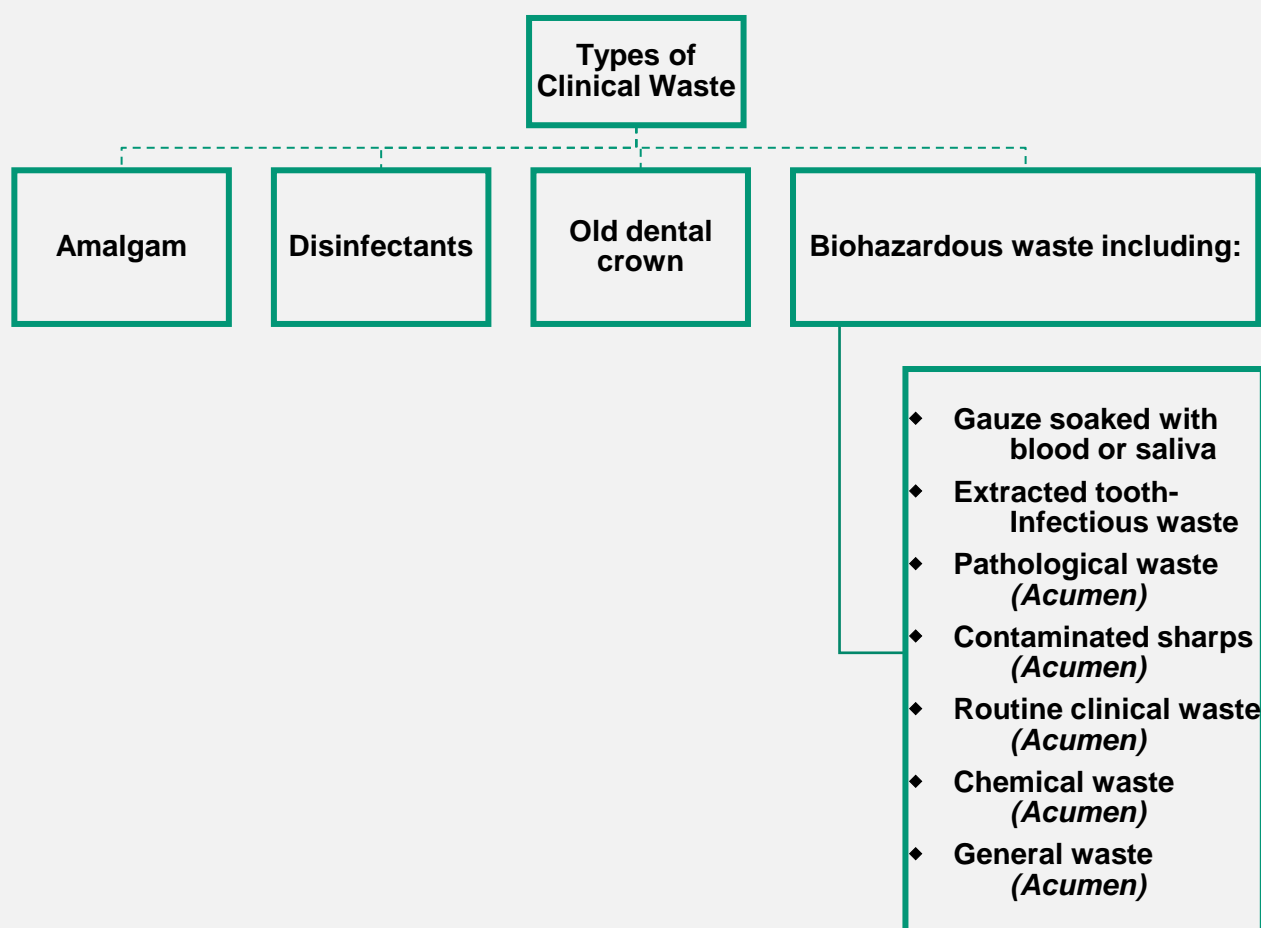 Types of
Clinical Waste
Amalgam
Disinfectants
Old dental
crown
Biohazardous waste including:
◆ Gauze soaked with
blood or saliva
◆ Extracted tooth-
Infectious waste
◆ Pathological waste
(Acumen)
◆ Contaminated sharps
(Acumen)
◆ Routine clinical waste
(Acumen)
◆ Chemical waste
(Acumen)
◆ General waste
(Acumen)